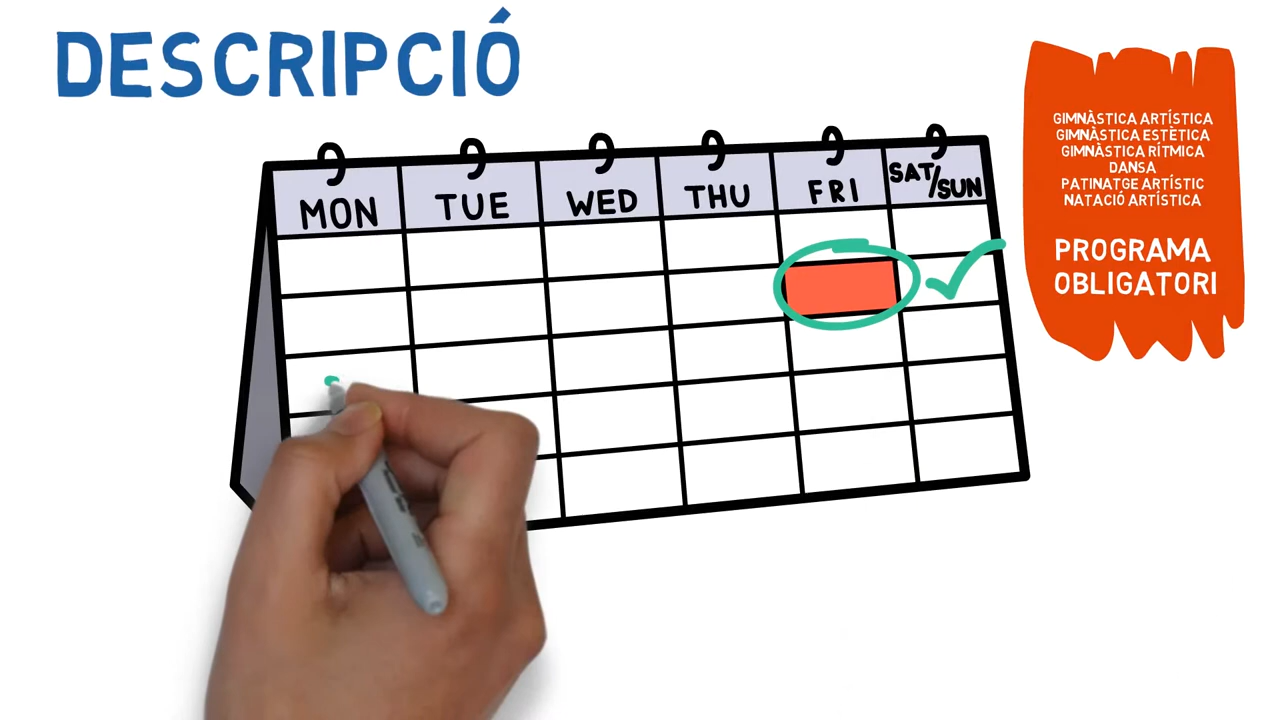 DESCRIPCIÓ
MON TUE WED THU FRI SAT/SUN
GIMNÀSTICA ARTÍSTICA
GIMNÀSTICA ESTÈTICA
GIMNÀSTICA RÍTMICA
DANSA
PATINATGE ARTÍSTIC
NATACIÓ ARTÍSTICA
PROGRAMA
OBLIGATORI